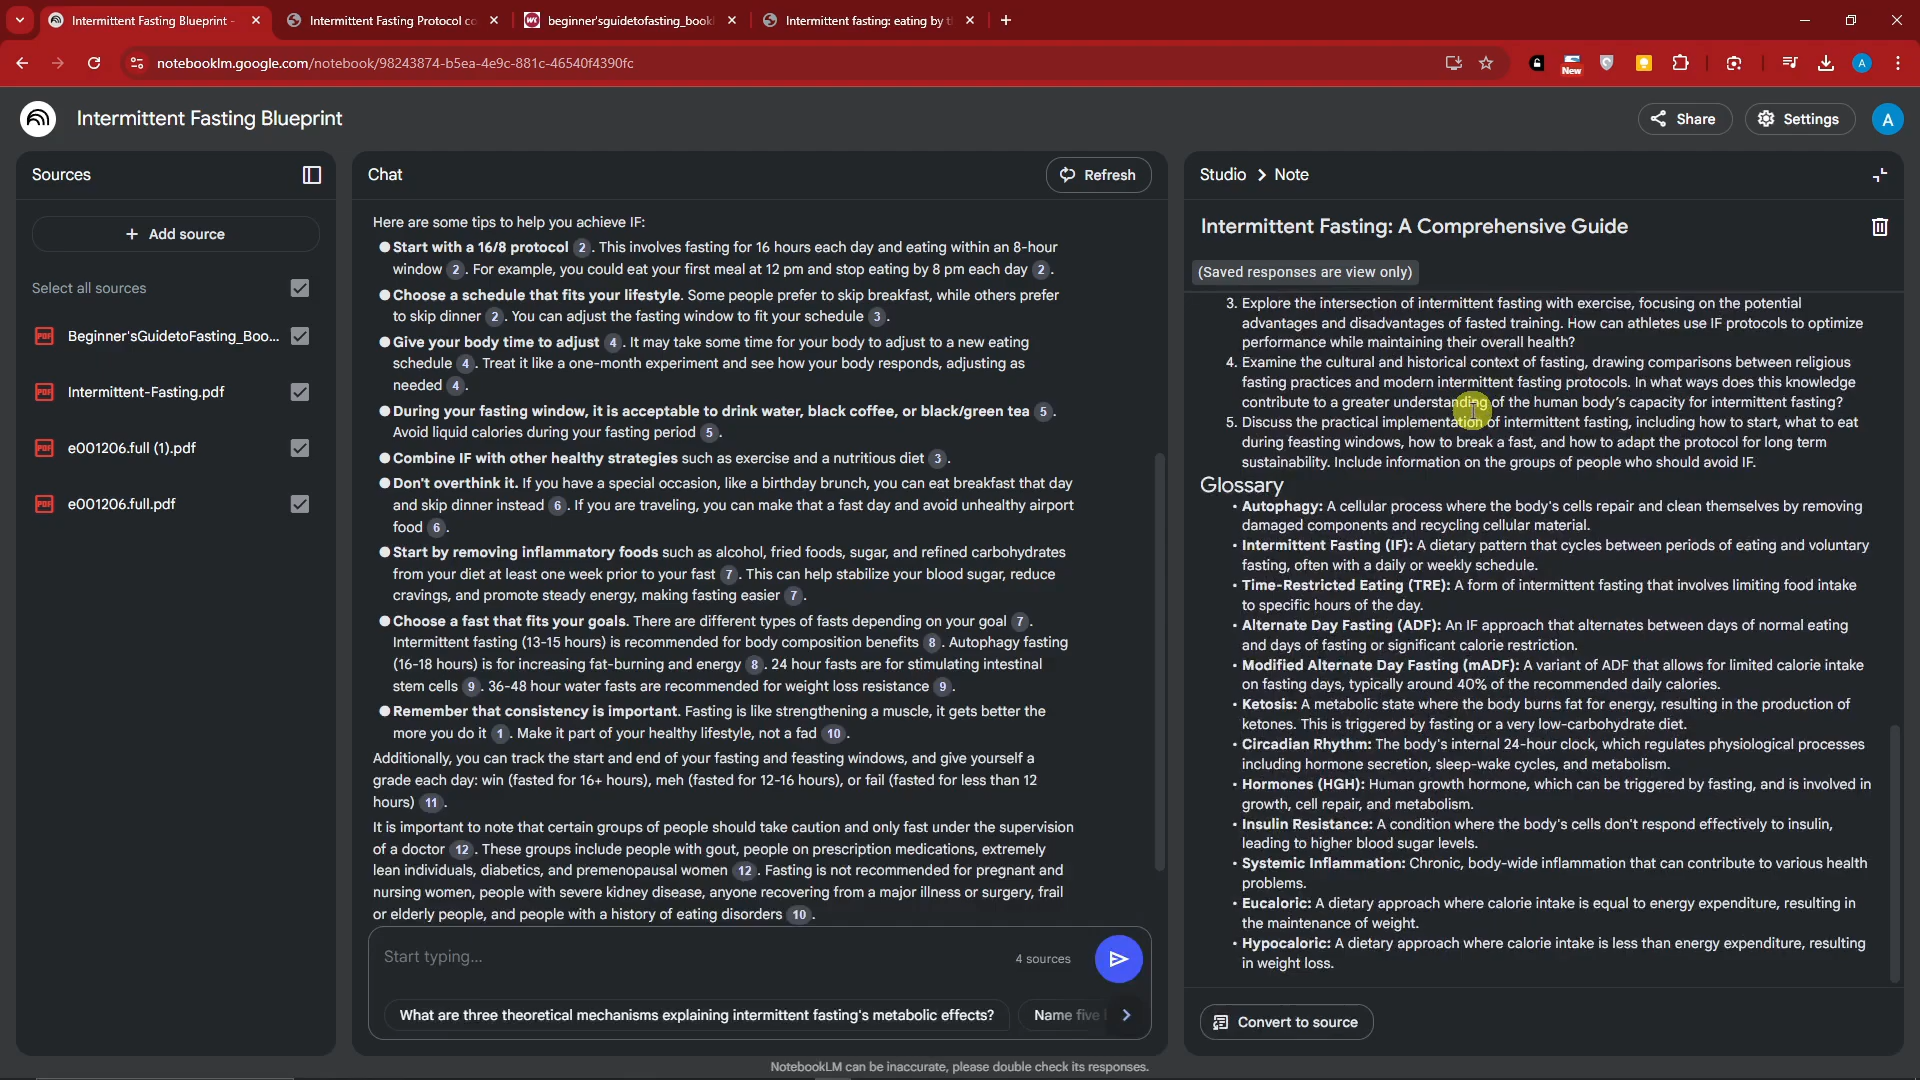 Intermittent Fasting Blueprint -
Intermittent Fasting Protocol co
beginner'sguidetofasting_bookl
Intermittent fasting: eating by t
notebooklm.google.com/notebook/98243874-b5ea-4e9c-881c-46540f4390fc
New
A
Intermittent Fasting Blueprint
Share
Settings
A
Sources
Add source
Select all sources
PDF Beginner'sGuidetoFasting_Boo...
PDF Intermittent-Fasting.pdf
PDF e001206.full (1).pdf
PDF e001206.full.pdf
Chat
Refresh
Here are some tips to help you achieve IF:
● Start with a 16/8 protocol 2 . This involves fasting for 16 hours each day and eating within an 8-hour
window 2 . For example, you could eat your first meal at 12 pm and stop eating by 8 pm each day 2 .
● Choose a schedule that fits your lifestyle. Some people prefer to skip breakfast, while others prefer
to skip dinner 2 . You can adjust the fasting window to fit your schedule 3 .
● Give your body time to adjust 4 . It may take some time for your body to adjust to a new eating
schedule 4 . Treat it like a one-month experiment and see how your body responds, adjusting as
needed 4 .
● During your fasting window, it is acceptable to drink water, black coffee, or black/green tea 5 .
Avoid liquid calories during your fasting period 5 .
● Combine IF with other healthy strategies such as exercise and a nutritious diet 3 .
● Don't overthink it. If you have a special occasion, like a birthday brunch, you can eat breakfast that day
and skip dinner instead 6 . If you are traveling, you can make that a fast day and avoid unhealthy airport
food 6 .
● Start by removing inflammatory foods such as alcohol, fried foods, sugar, and refined carbohydrates
from your diet at least one week prior to your fast 7 . This can help stabilize your blood sugar, reduce
cravings, and promote steady energy, making fasting easier 7 .
● Choose a fast that fits your goals. There are different types of fasts depending on your goal 7 .
Intermittent fasting (13-15 hours) is recommended for body composition benefits 8 . Autophagy fasting
(16-18 hours) is for increasing fat-burning and energy 8 . 24 hour fasts are for stimulating intestinal
stem cells 9 . 36-48 hour water fasts are recommended for weight loss resistance 9 .
● Remember that consistency is important. Fasting is like strengthening a muscle, it gets better the
more you do it 1 . Make it part of your healthy lifestyle, not a fad 10 .
Additionally, you can track the start and end of your fasting and feasting windows, and give yourself a
grade each day: win (fasted for 16+ hours), meh (fasted for 12-16 hours), or fail (fasted for less than 12
hours) 11 .
It is important to note that certain groups of people should take caution and only fast under the supervision
of a doctor 12 . These groups include people with gout, people on prescription medications, extremely
lean individuals, diabetics, and premenopausal women 12 . Fasting is not recommended for pregnant and
nursing women, people with severe kidney disease, anyone recovering from a major illness or surgery, frail
or elderly people, and people with a history of eating disorders 10 .
Start typing...
4 sources
What are three theoretical mechanisms explaining intermittent fasting's metabolic effects?
Name five
Studio > Note
Intermittent Fasting: A Comprehensive Guide
(Saved responses are view only)
3. Explore the intersection of intermittent fasting with exercise, focusing on the potential
advantages and disadvantages of fasted training. How can athletes use IF protocols to optimize
performance while maintaining their overall health?
4. Examine the cultural and historical context of fasting, drawing comparisons between religious
fasting practices and modern intermittent fasting protocols. In what ways does this knowledge
contribute to a greater understanding of the human body's capacity for intermittent fasting?
5. Discuss the practical implementation of intermittent fasting, including how to start, what to eat
during feasting windows, how to break a fast, and how to adapt the protocol for long term
sustainability. Include information on the groups of people who should avoid IF.
Glossary
• Autophagy: A cellular process where the body's cells repair and clean themselves by removing
damaged components and recycling cellular material.
• Intermittent Fasting (IF): A dietary pattern that cycles between periods of eating and voluntary
fasting, often with a daily or weekly schedule.
• Time-Restricted Eating (TRE): A form of intermittent fasting that involves limiting food intake
to specific hours of the day.
• Alternate Day Fasting (ADF): An IF approach that alternates between days of normal eating
and days of fasting or significant calorie restriction.
• Modified Alternate Day Fasting (mADF): A variant of ADF that allows for limited calorie intake
on fasting days, typically around 40% of the recommended daily calories.
• Ketosis: A metabolic state where the body burns fat for energy, resulting in the production of
ketones. This is triggered by fasting or a very low-carbohydrate diet.
• Circadian Rhythm: The body's internal 24-hour clock, which regulates physiological processes
including hormone secretion, sleep-wake cycles, and metabolism.
• Hormones (HGH): Human growth hormone, which can be triggered by fasting, and is involved in
growth, cell repair, and metabolism.
• Insulin Resistance: A condition where the body's cells don't respond effectively to insulin,
leading to higher blood sugar levels.
• Systemic Inflammation: Chronic, body-wide inflammation that can contribute to various health
problems.
• Eucaloric: A dietary approach where calorie intake is equal to energy expenditure, resulting in
the maintenance of weight.
• Hypocaloric: A dietary approach where calorie intake is less than energy expenditure, resulting
in weight loss.
Convert to source
NotebookLM can be inaccurate, please double check its responses.